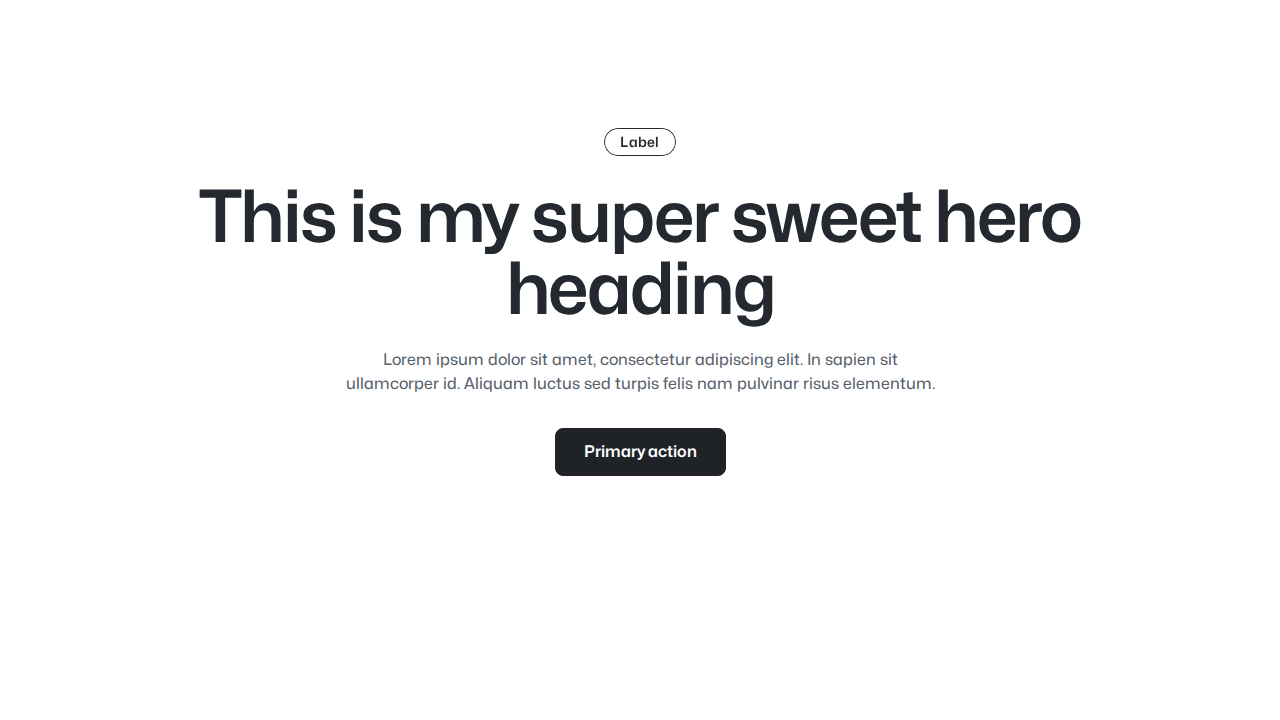 Label
This is my super sweet hero
heading
Lorem ipsum dolor sit amet, consectetur adipiscing elit. In sapien sit
ullamcorper id. Aliquam luctus sed turpis felis nam pulvinar risus elementum.
Primary action